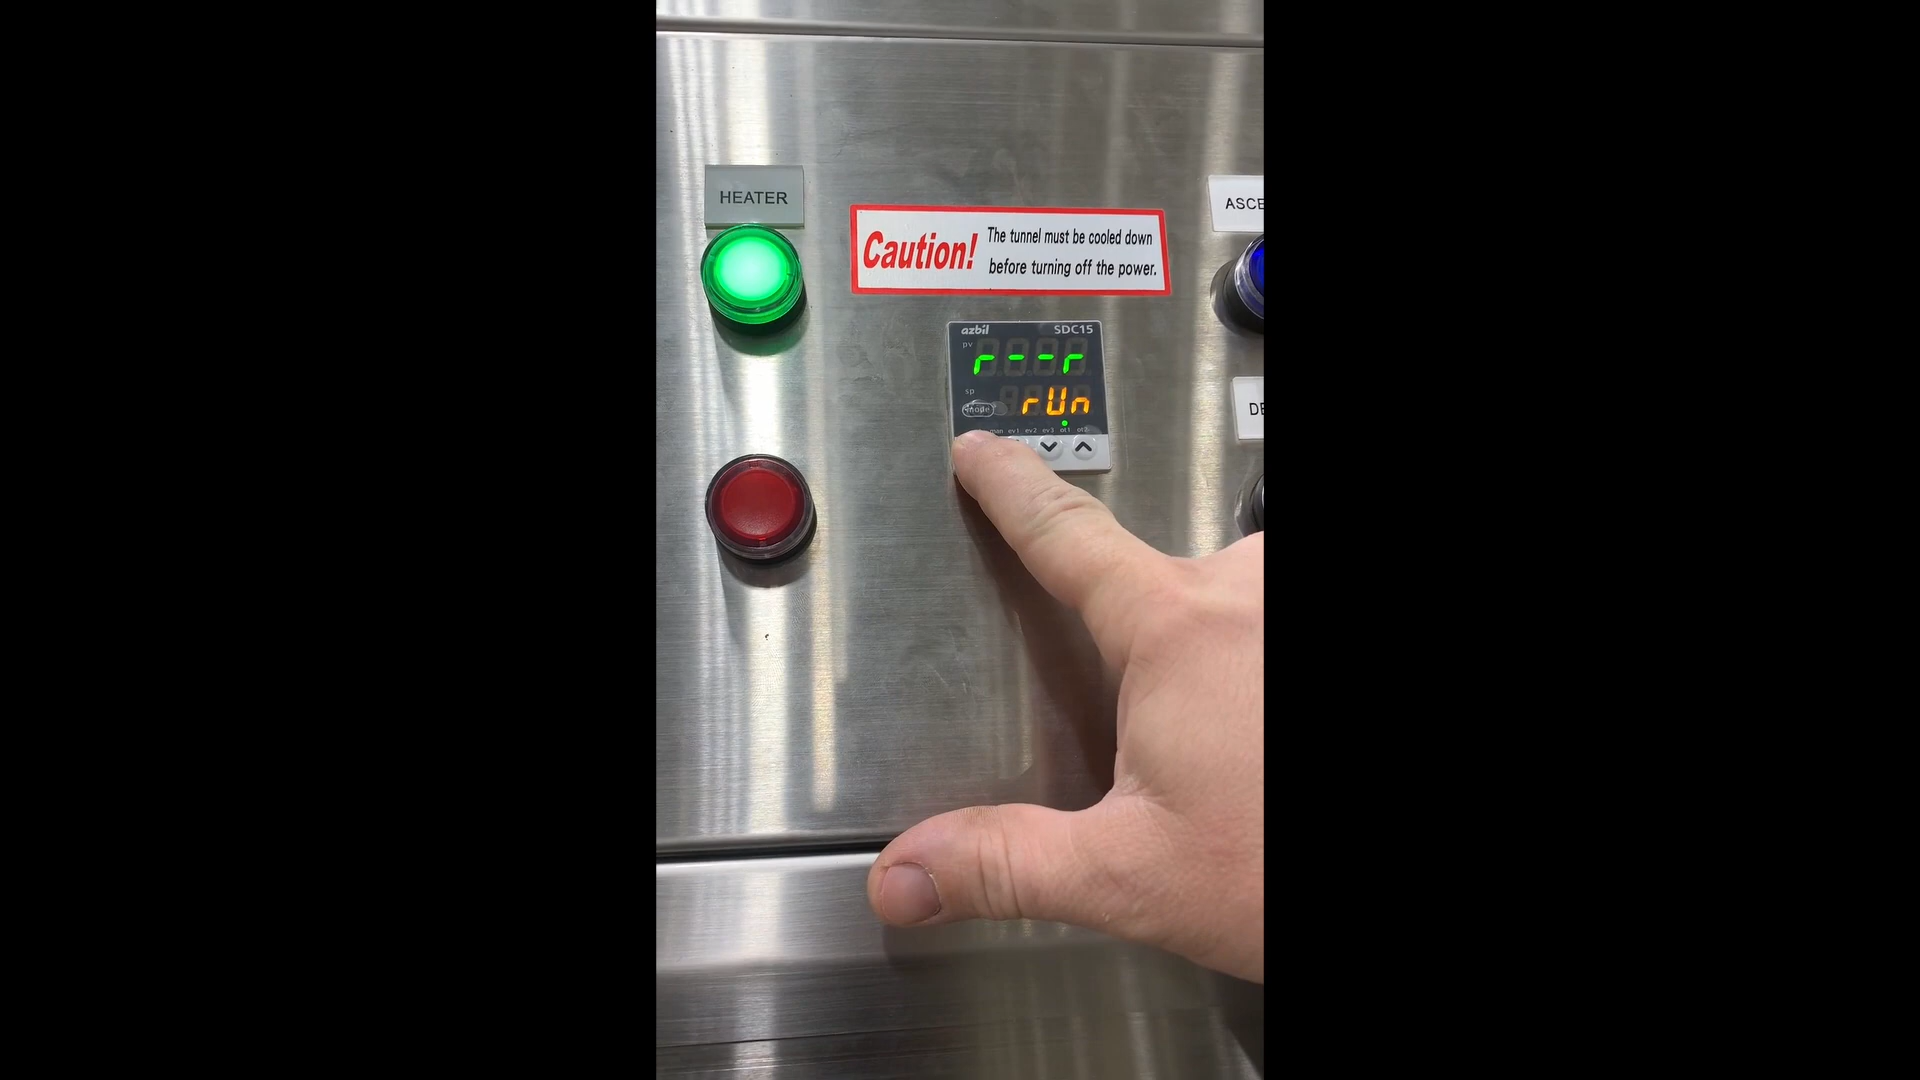 HEATER
Caution!
The tunnel must be cooled down
before turning off the power.
ASCE
azbil SDC15
pv
r--r
sp
rUn
mode
man ev1 ev2 ev3 ot1 ot2
DE